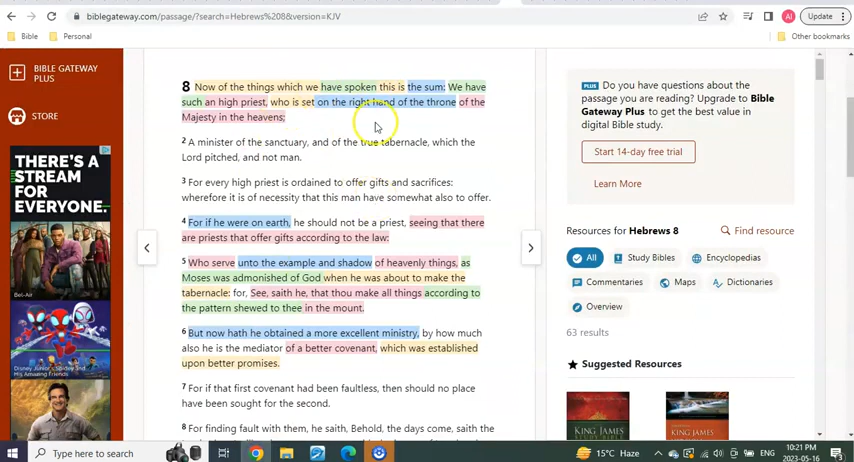 biblegateway.com/passage/?search=Hebrews%208&version=KJV
Update
Bible
Personal
Other bookmarks
BIBLE GATEWAY
PLUS
STORE
THERE'S A
STREAM
FOR
EVERYONE.
Bel-Air
Disney Junior's Spidey and
His Amazing Friends
8 Now of the things which we have spoken this is the sum: We have
such an high priest, who is set on the right hand of the throne of the
Majesty in the heavens;
2 A minister of the sanctuary, and of the true tabernacle, which the
Lord pitched, and not man.
3 For every high priest is ordained to offer gifts and sacrifices:
wherefore it is of necessity that this man have somewhat also to offer.
4 For if he were on earth, he should not be a priest, seeing that there
are priests that offer gifts according to the law:
5 Who serve unto the example and shadow of heavenly things, as
Moses was admonished of God when he was about to make the
tabernacle: for, See, saith he, that thou make all things according to
the pattern shewed to thee in the mount.
6 But now hath he obtained a more excellent ministry, by how much
also he is the mediator of a better covenant, which was established
upon better promises.
7 For if that first covenant had been faultless, then should no place
have been sought for the second.
8 For finding fault with them, he saith, Behold, the days come, saith the
PLUS Do you have questions about the
passage you are reading? Upgrade to Bible
Gateway Plus to get the best value in
digital Bible study.
Start 14-day free trial
Learn More
Resources for Hebrews 8
Find resource
All
Study Bibles
Encyclopedias
Commentaries
Maps
Dictionaries
Overview
63 results
Suggested Resources
KING JAMES
KING JAMES
Type here to search
15°C Haze
ENG
10:21 PM
2023-05-16